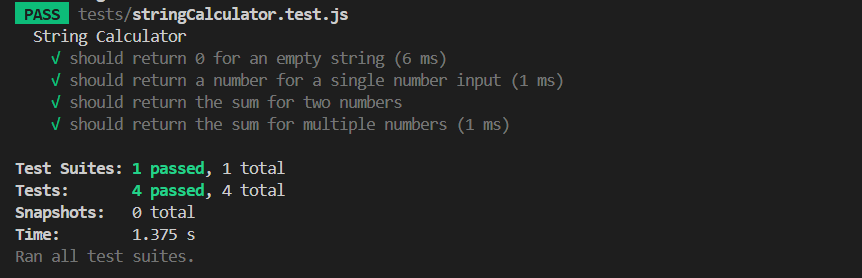 PASS tests/stringCalculator.test.js
String Calculator
√ should return 0 for an empty string (6 ms)
√ should return a number for a single number input (1 ms)
√ should return the sum for two numbers
√ should return the sum for multiple numbers (1 ms)
Test Suites: 1 passed, 1 total
Tests: 4 passed, 4 total
Snapshots: 0 total
Time: 1.375 s
Ran all test suites.